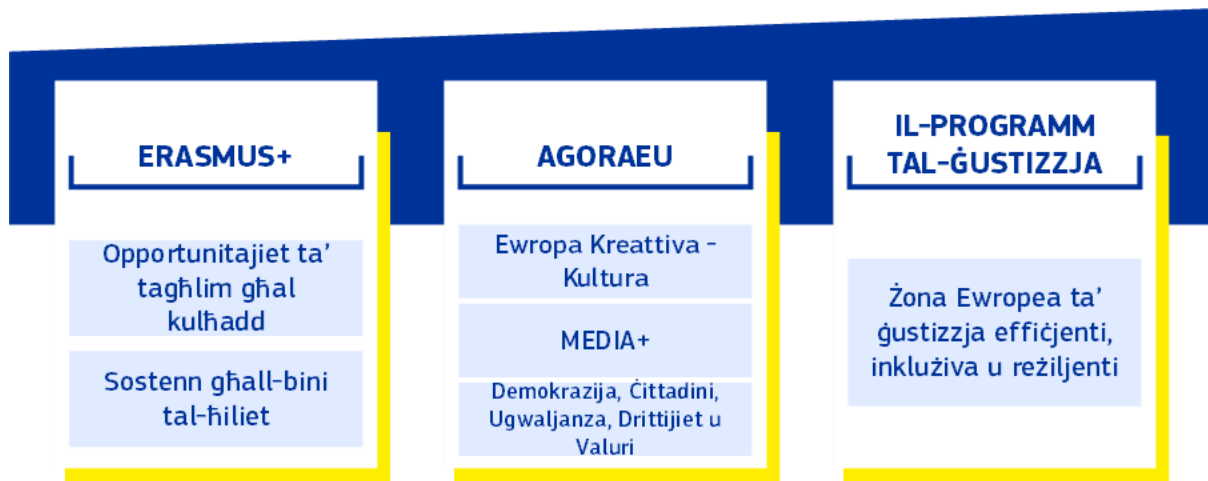 ERASMUS+
Opportunitajiet ta’
tagħlim għal
kulħadd
Sostenn għall-bini
tal-ħiliet
AGORAEU
Ewropa Kreattiva -
Kultura
MEDIA+
Demokrazija, Ċittadini,
Ugwaljanza, Drittijiet u
Valuri
IL-PROGRAMM
TAL-ĠUSTIZZJA
Żona Ewropea ta’
ġustizzja effiċjenti,
inklużiva u reżiljenti